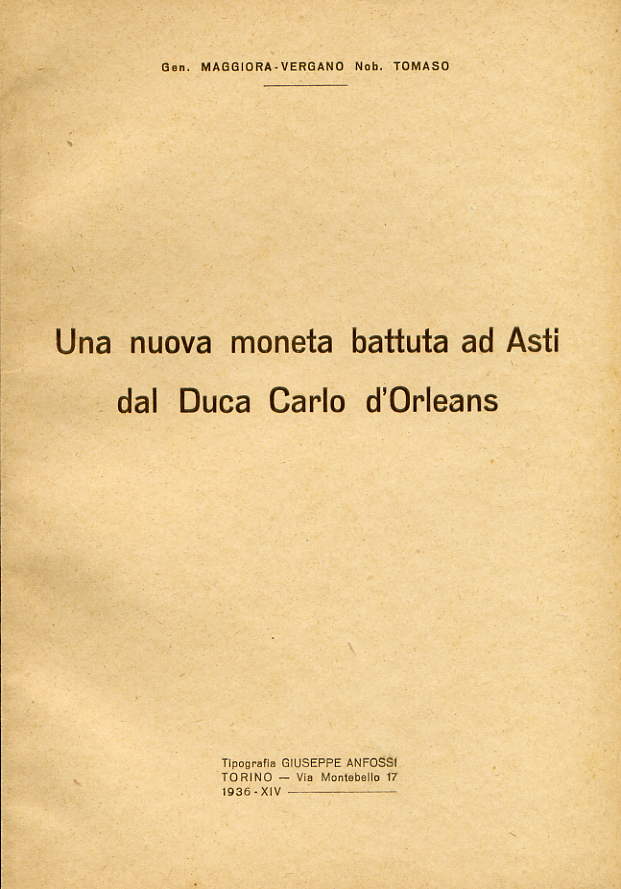 Gen. MAGGIORA-VERGANO Nob. TOMASO
Una nuova moneta battuta ad Asti
dal Duca Carlo d'Orleans
Tipografia GIUSEPPE ANFOSSI
TORINO — Via Montebello 17
1936-XIV